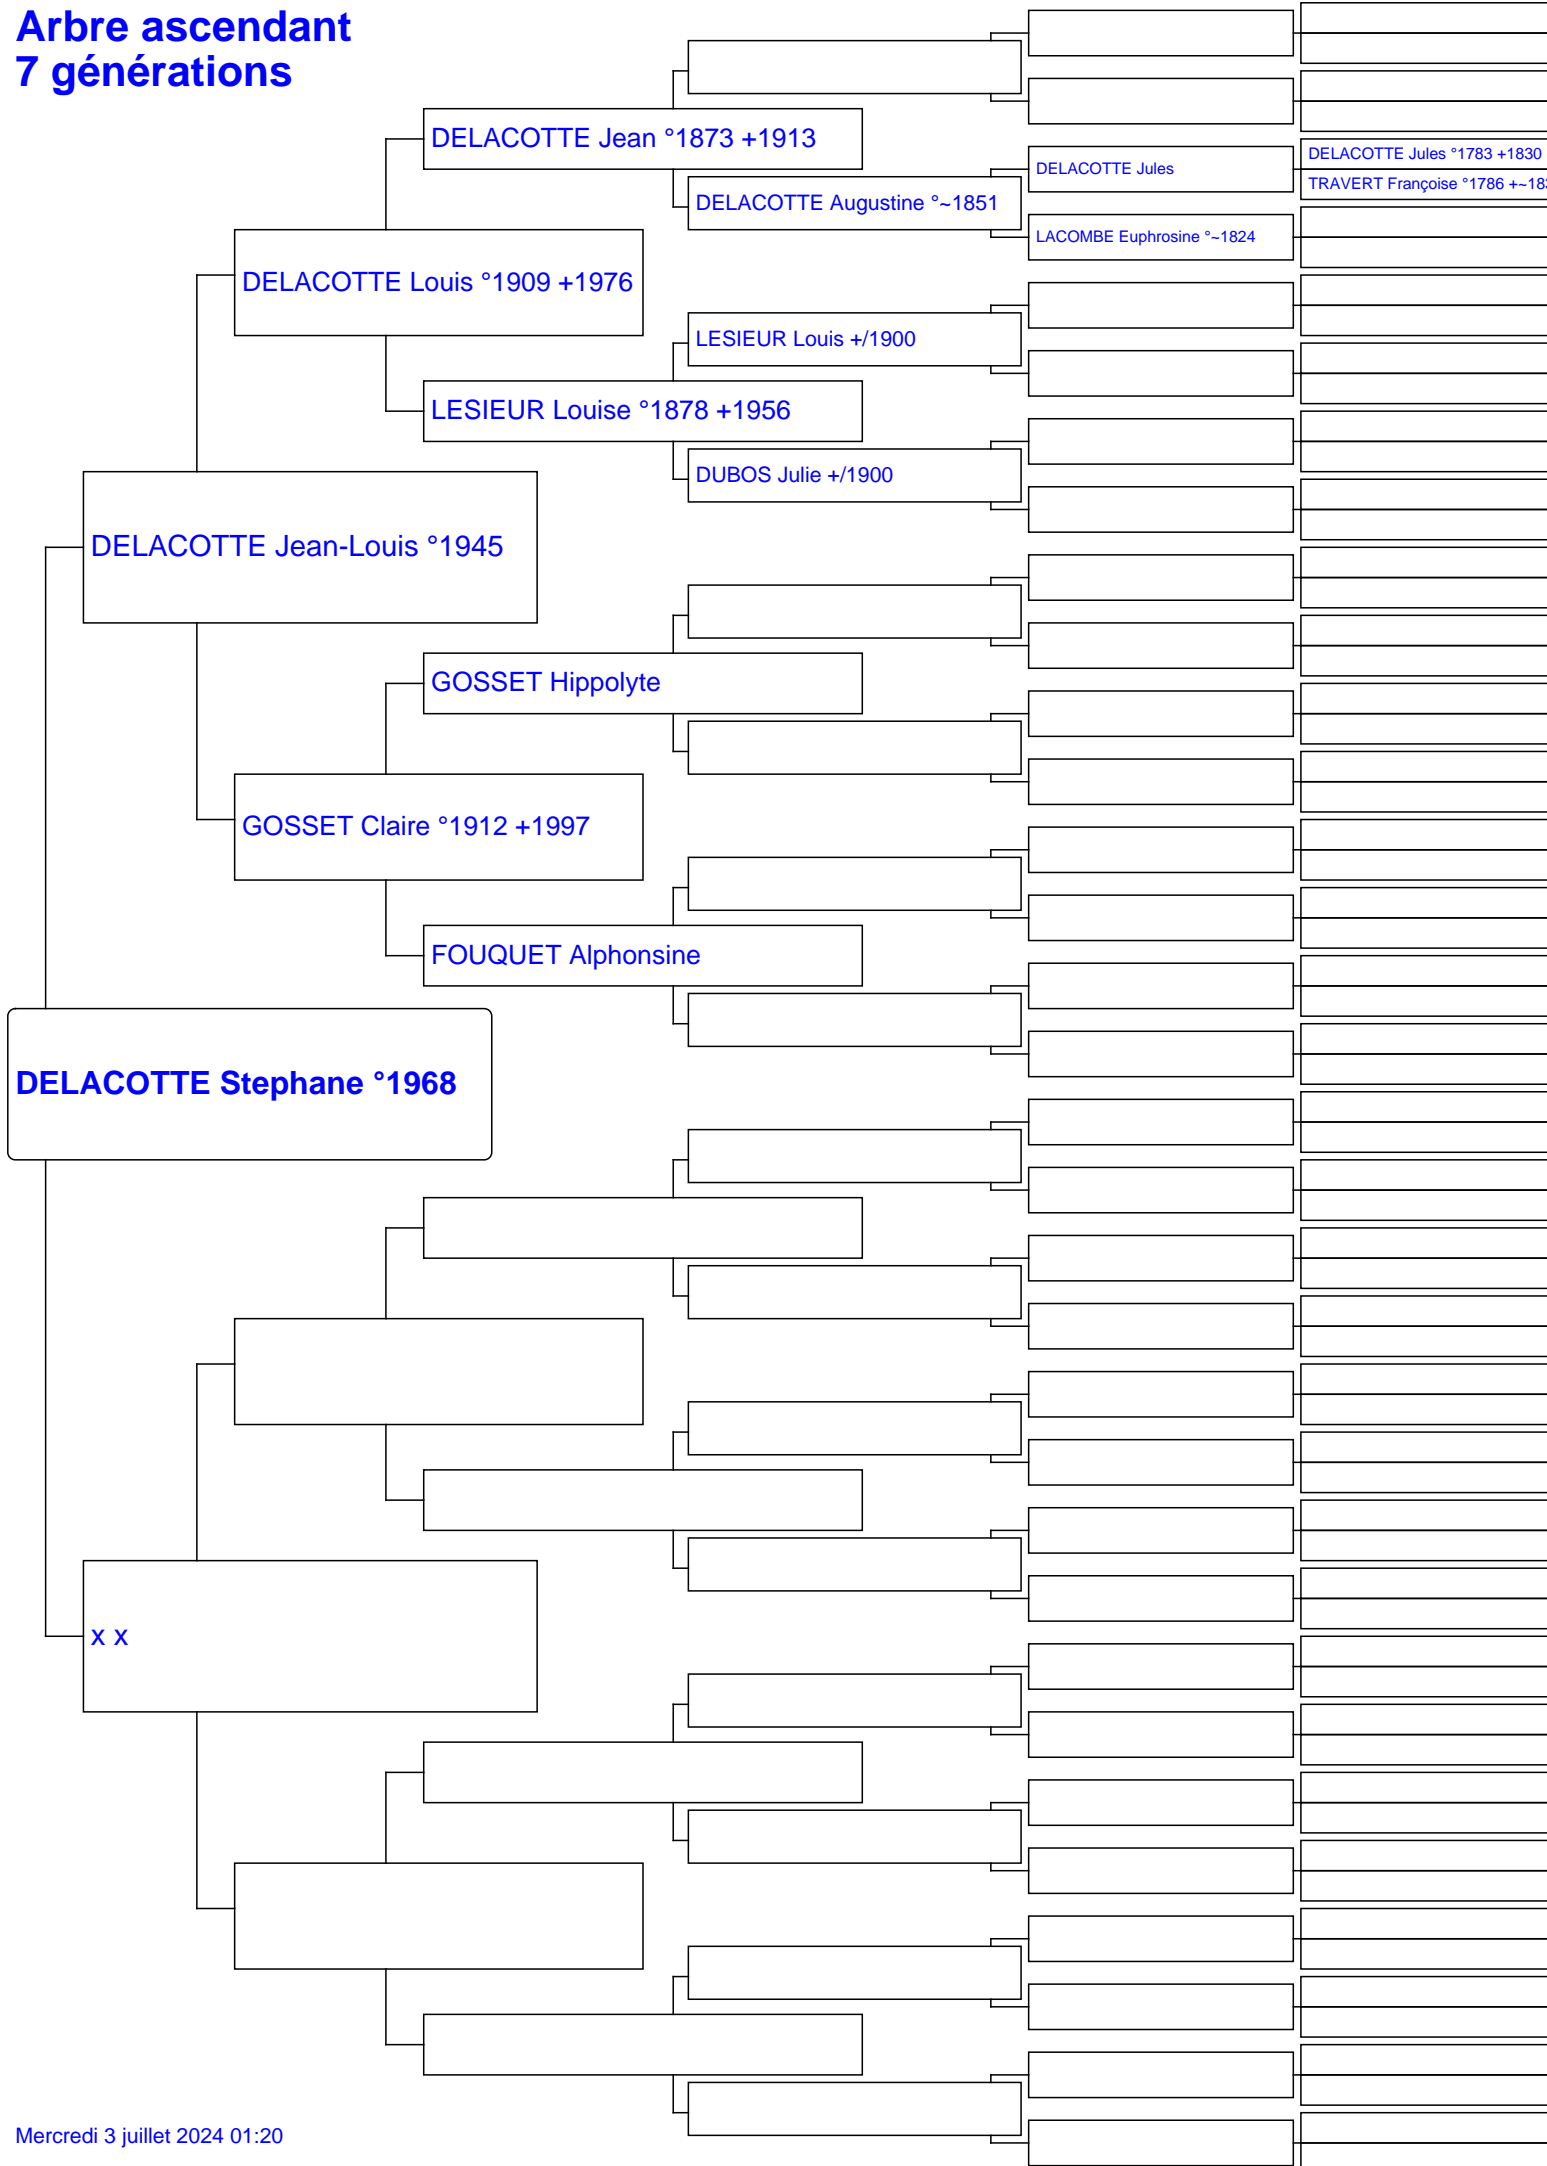 Arbre ascendant
7 générations
DELACOTTE Jean °1873 +1913
DELACOTTE Jules
DELACOTTE Jules °1783 +1830
TRAVERT Françoise °1786 +~18
DELACOTTE Augustine °~1851
LACOMBE Euphrosine °~1824
DELACOTTE Louis °1909 +1976
LESIEUR Louis +/1900
LESIEUR Louise °1878 +1956
DUBOS Julie +/1900
DELACOTTE Jean-Louis °1945
GOSSET Hippolyte
GOSSET Claire °1912 +1997
FOUQUET Alphonsine
DELACOTTE Stephane °1968
x x
Mercredi 3 juillet 2024 01:20